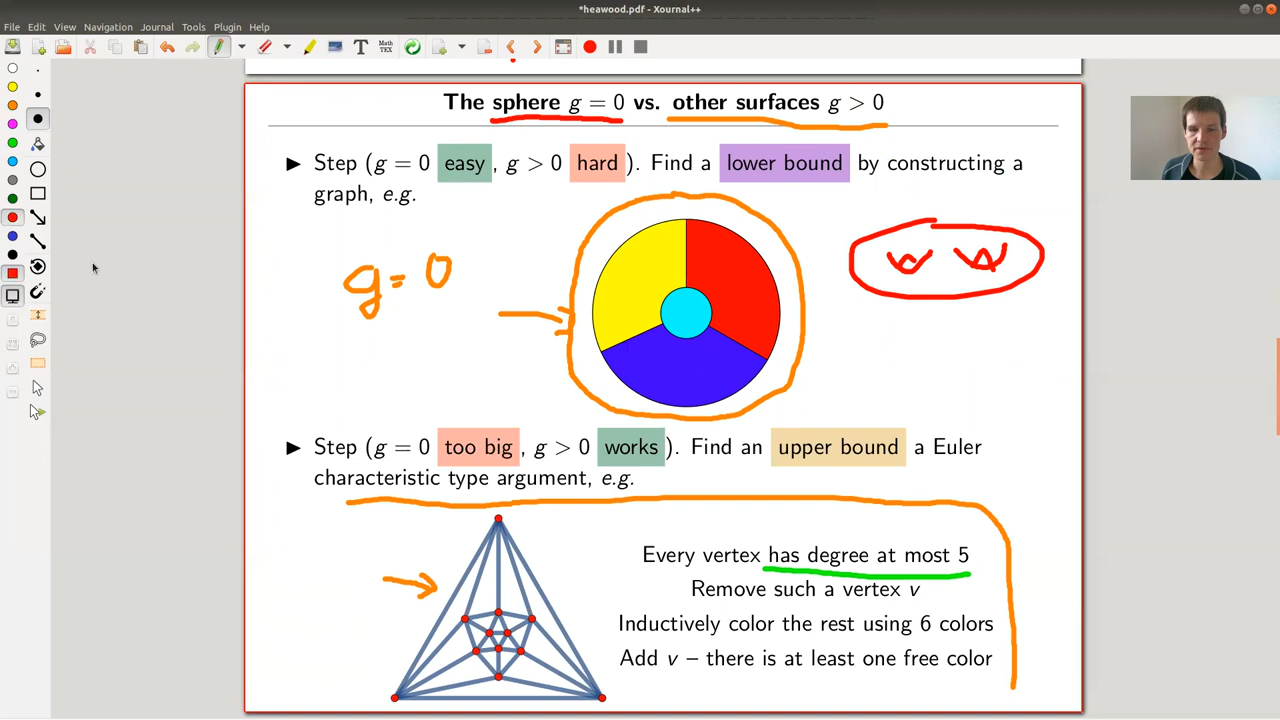 *heawood.pdf - Xournal++
File Edit View Navigation Journal Tools Plugin Help
Math
TEX
The sphere g = 0 vs. other surfaces g > 0
▶ Step (g = 0 easy, g > 0 hard). Find a lower bound by constructing a
graph, e.g.
g = 0
▶ Step (g = 0 too big, g > 0 works). Find an upper bound a Euler
characteristic type argument, e.g.
Every vertex has degree at most 5
Remove such a vertex v
Inductively color the rest using 6 colors
Add v – there is at least one free color